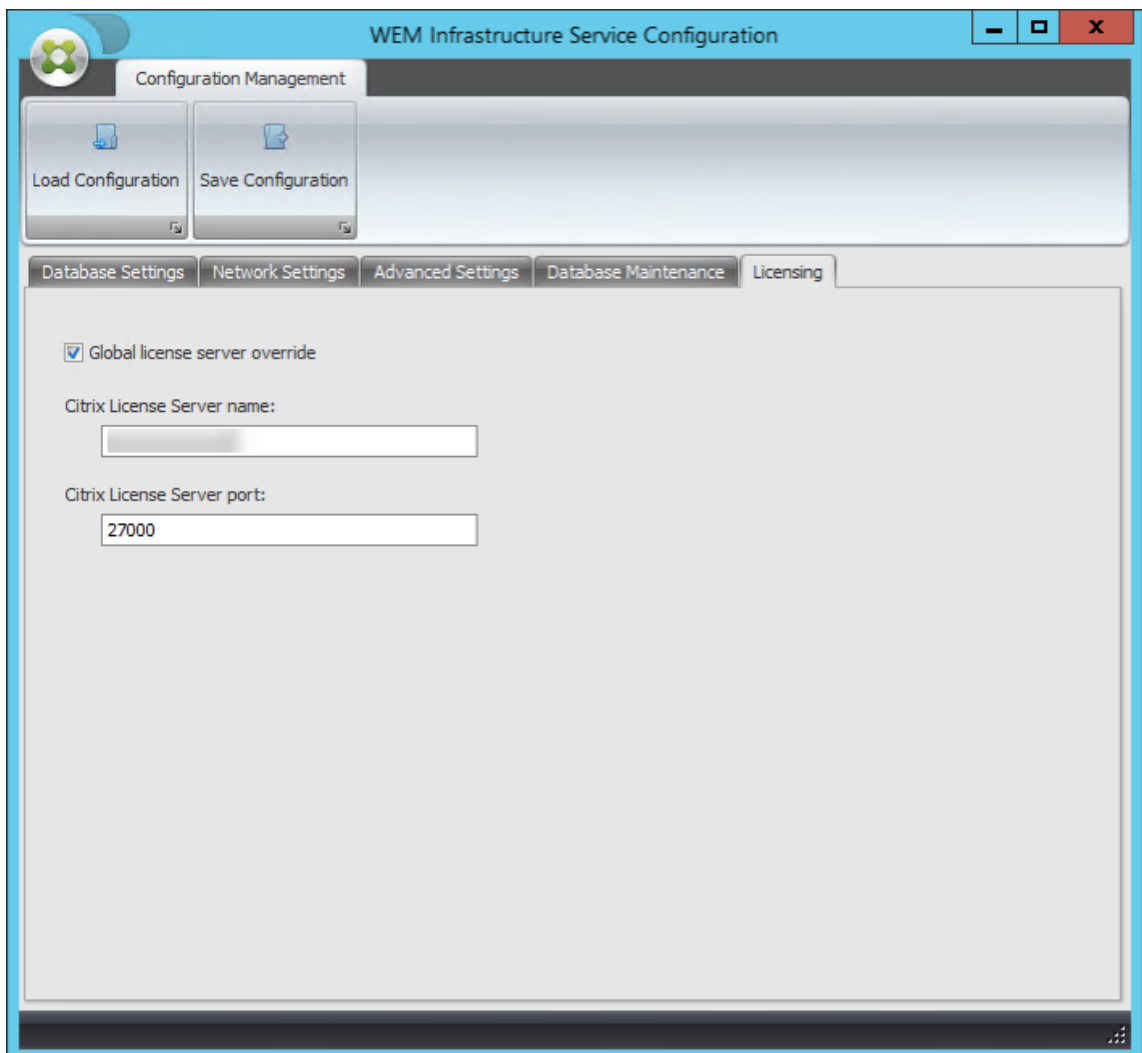 WEM Infrastructure Service Configuration
Configuration Management
Load Configuration Save Configuration
Database Settings Network Settings Advanced Settings Database Maintenance Licensing
Global license server override
Citrix License Server name:
Citrix License Server port:
27000